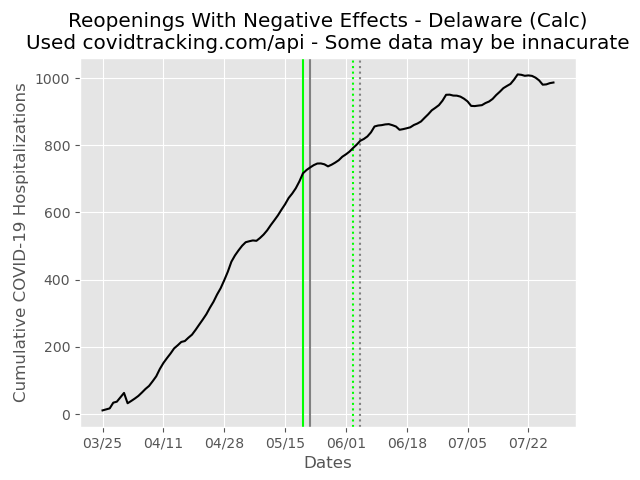 Reopenings With Negative Effects - Delaware (Calc)
Used covidtracking.com/api - Some data may be innacurate
Cumulative COVID-19 Hospitalizations
1000
800
600
400
200
0
03/25 04/11 04/28 05/15 06/01 06/18 07/05 07/22
Dates